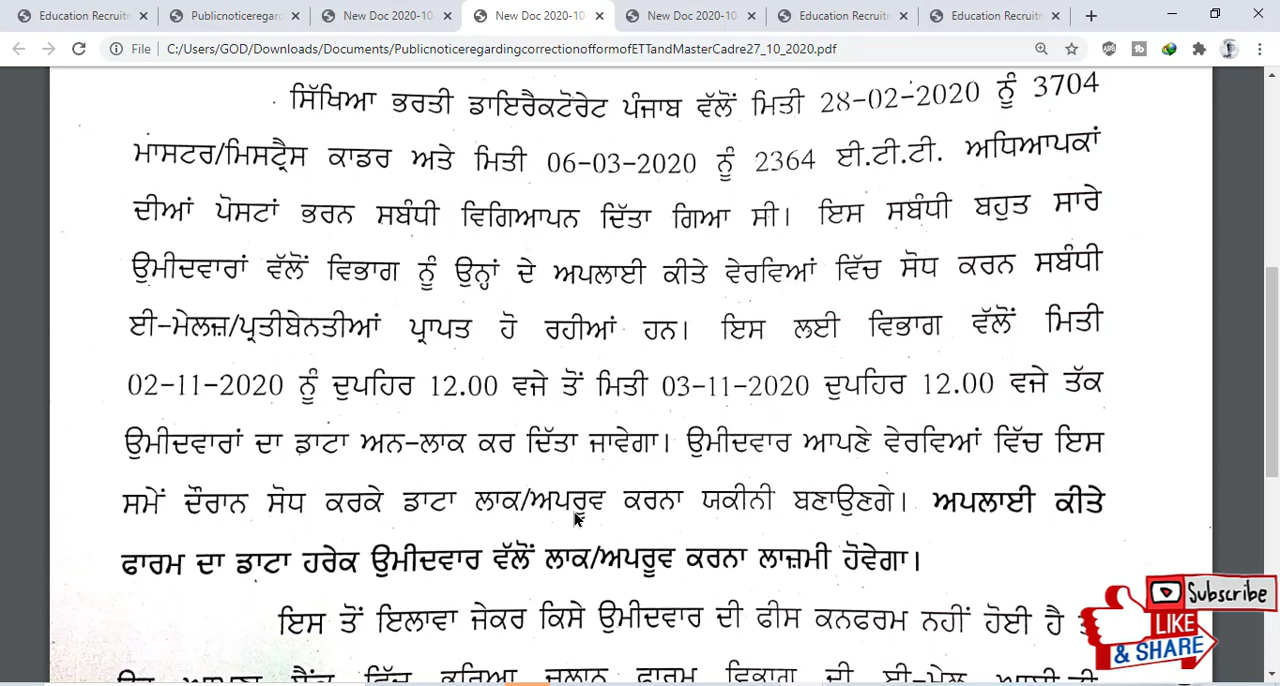 Education Recruitm
Publicnoticeregard
New Doc 2020-10
New Doc 2020-10
New Doc 2020-10
Education Recruitm
Education Recruitm
File C:/Users/GOD/Downloads/Documents/PublicnoticeregardingcorrectionofformofETTandMasterCadre27_10_2020.pdf
ਸਿੱਖਿਆ ਭਰਤੀ ਡਾਇਰੈਕਟੋਰੇਟ ਪੰਜਾਬ ਵੱਲੋਂ ਮਿਤੀ 28-02-2020 ਨੂੰ 3704
ਮਾਸਟਰ/ਮਿਸਟ੍ਰੈਸ ਕਾਡਰ ਅਤੇ ਮਿਤੀ 06-03-2020 ਨੂੰ 2364 ਈ.ਟੀ.ਟੀ. ਅਧਿਆਪਕਾਂ
ਦੀਆਂ ਪੋਸਟਾਂ ਭਰਨ ਸਬੰਧੀ ਵਿਗਿਆਪਨ ਦਿੱਤਾ ਗਿਆ ਸੀ। ਇਸ ਸਬੰਧੀ ਬਹੁਤ ਸਾਰੇ
ਉਮੀਦਵਾਰਾਂ ਵੱਲੋਂ ਵਿਭਾਗ ਨੂੰ ਉਨ੍ਹਾਂ ਦੇ ਅਪਲਾਈ ਕੀਤੇ ਵੇਰਵਿਆਂ ਵਿੱਚ ਸੋਧ ਕਰਨ ਸਬੰਧੀ
ਈ-ਮੇਲਜ਼/ਪ੍ਰਤੀਬੇਨਤੀਆਂ ਪ੍ਰਾਪਤ ਹੋ ਰਹੀਆਂ ਹਨ। ਇਸ ਲਈ ਵਿਭਾਗ ਵੱਲੋਂ ਮਿਤੀ
02-11-2020 ਨੂੰ ਦੁਪਹਿਰ 12.00 ਵਜੇ ਤੋਂ ਮਿਤੀ 03-11-2020 ਦੁਪਹਿਰ 12.00 ਵਜੇ ਤੱਕ
ਉਮੀਦਵਾਰਾਂ ਦਾ ਡਾਟਾ ਅਨ-ਲਾਕ ਕਰ ਦਿੱਤਾ ਜਾਵੇਗਾ। ਉਮੀਦਵਾਰ ਆਪਣੇ ਵੇਰਵਿਆਂ ਵਿੱਚ ਇਸ
ਸਮੇਂ ਦੌਰਾਨ ਸੋਧ ਕਰਕੇ ਡਾਟਾ ਲਾਕ/ਅਪਰੂਵ ਕਰਨਾ ਯਕੀਨੀ ਬਣਾਉਣਗੇ। ਅਪਲਾਈ ਕੀਤੇ
ਫਾਰਮ ਦਾ ਡਾਟਾ ਹਰੇਕ ਉਮੀਦਵਾਰ ਵੱਲੋਂ ਲਾਕ/ਅਪਰੂਵ ਕਰਨਾ ਲਾਜ਼ਮੀ ਹੋਵੇਗਾ।
ਇਸ ਤੋਂ ਇਲਾਵਾ ਜੇਕਰ ਕਿਸੇ ਉਮੀਦਵਾਰ ਦੀ ਫੀਸ ਕਨਫਰਮ ਨਹੀਂ ਹੋਈ ਹੈ
Subscribe
LIKE
& SHARE